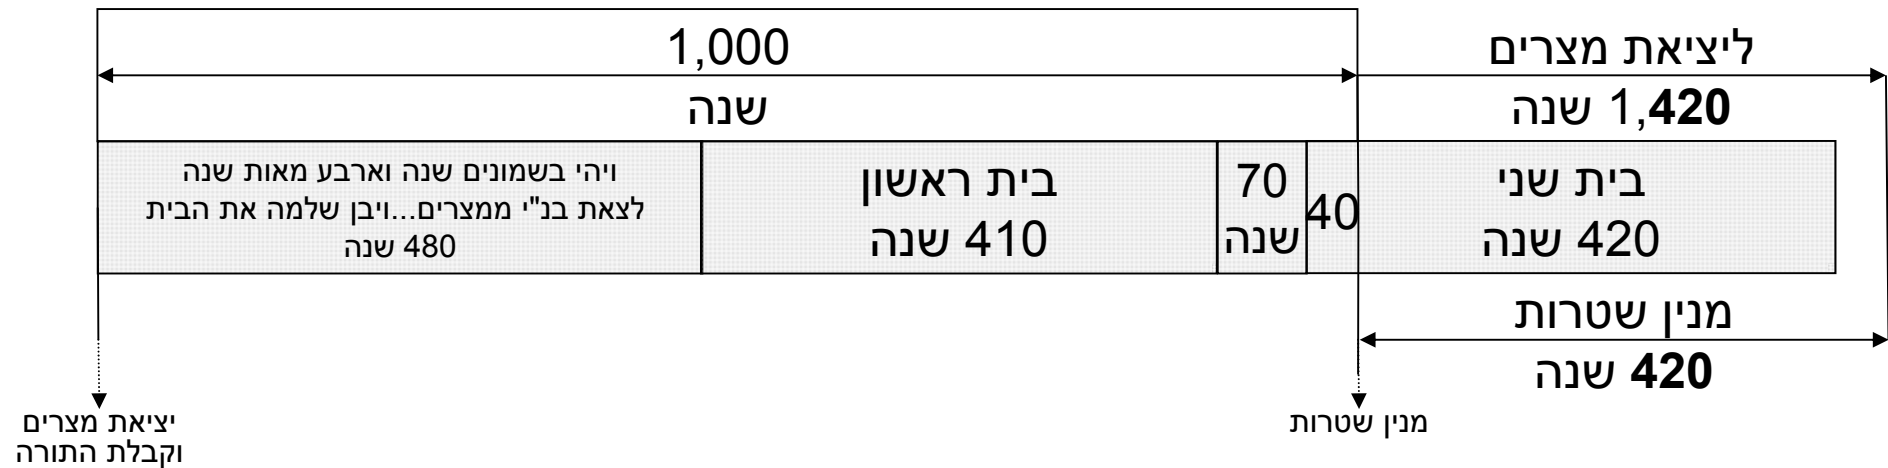 1,000
שנה
ליציאת מצרים
1,420 שנה
ויהי בשמונים שנה וארבע מאות שנה
לצאת בנ"י ממצרים...ויבן שלמה את הבית
480 שנה
בית ראשון
410 שנה
70
שנה
40
בית שני
420 שנה
מנין שטרות
420 שנה
יציאת מצרים
וקבלת התורה
מנין שטרות